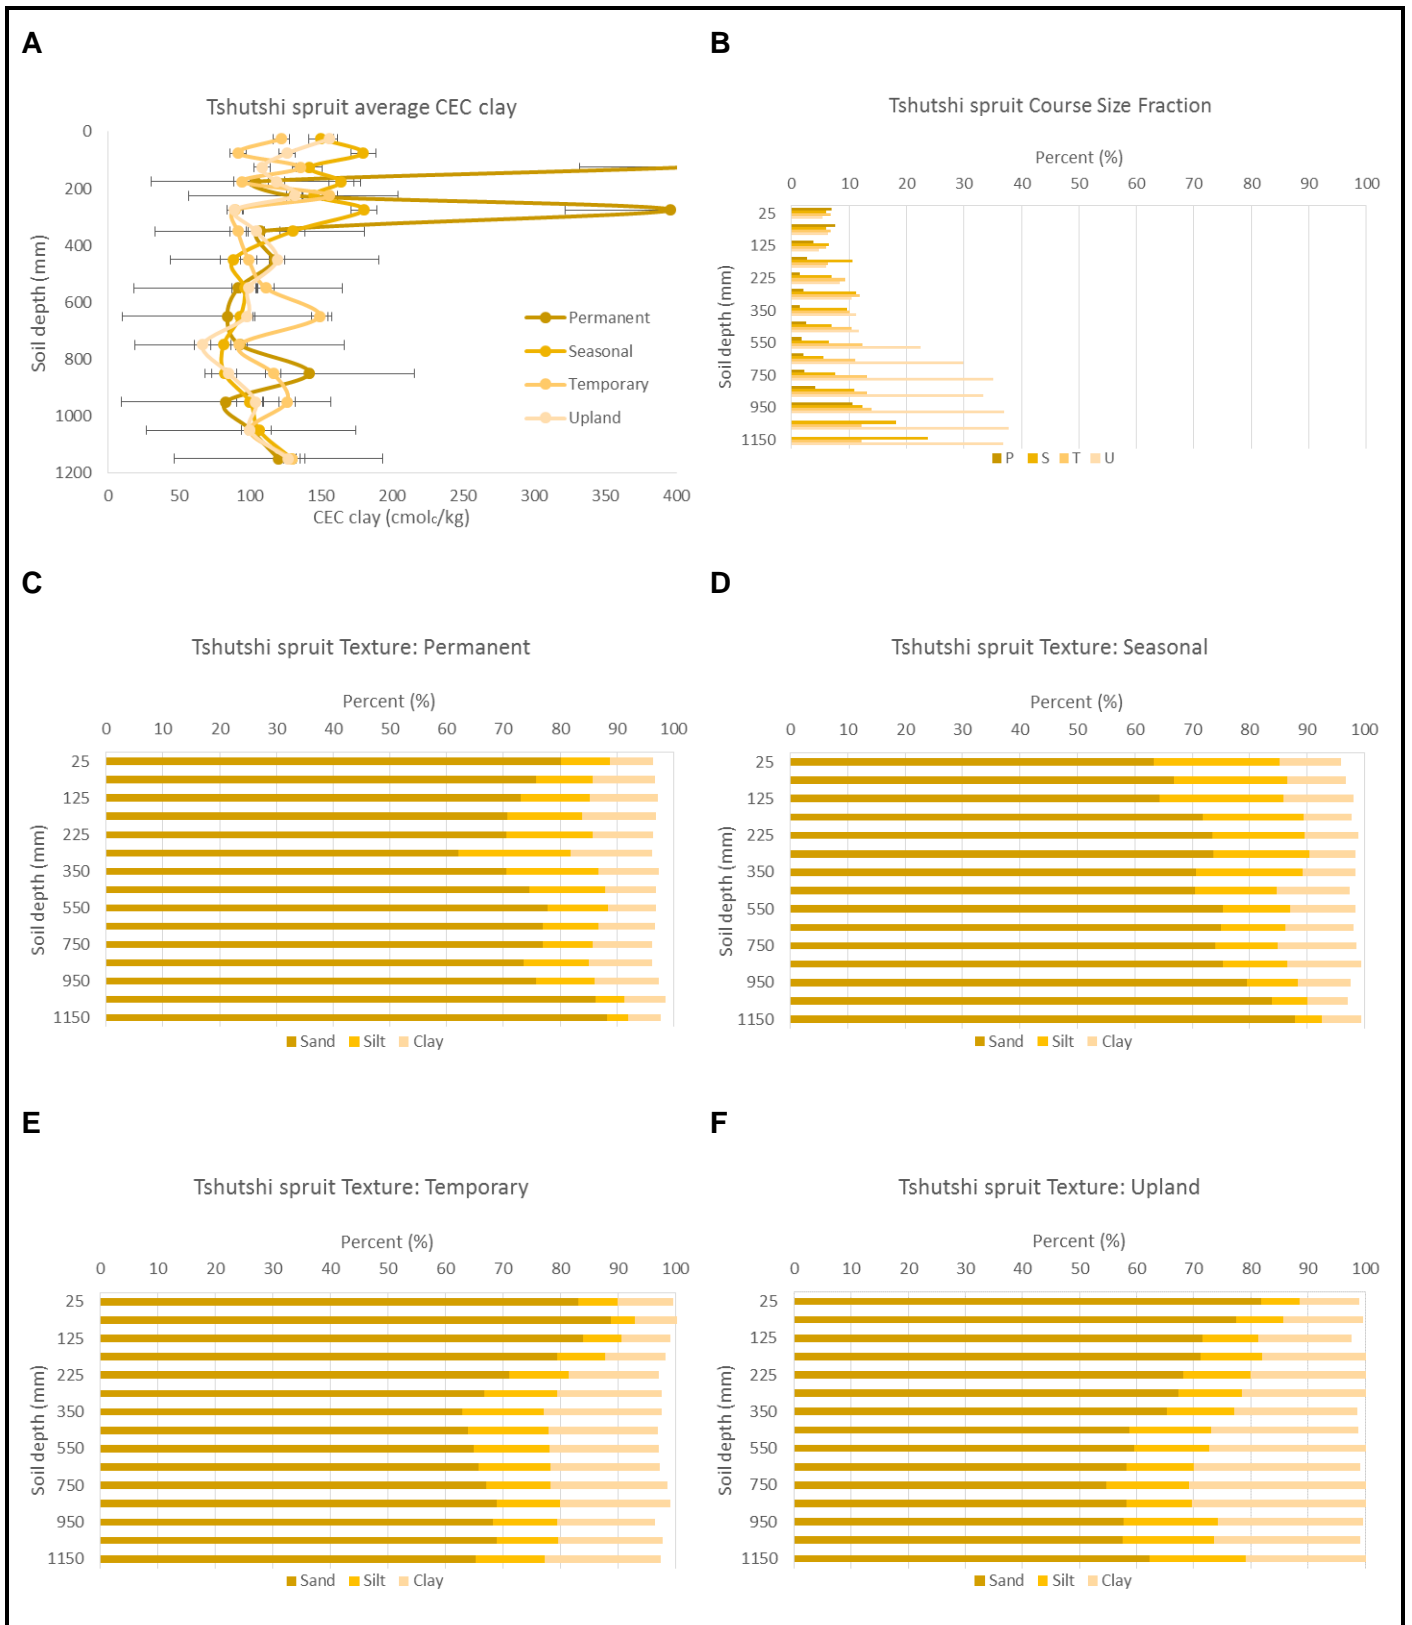 A
Tshutshi spruit average CEC clay
0
200
400
600
800
1000
1200
Soil depth (mm)
Permanent
Seasonal
Temporary
Upland
0 50 100 150 200 250 300 350 400
CEC clay (cmolc/kg)
B
Tshutshi spruit Course Size Fraction
Percent (%)
0 10 20 30 40 50 60 70 80 90 100
25
125
225
350
550
750
950
1150
Soil depth (mm)
P S T U
C
Tshutshi spruit Texture: Permanent
Percent (%)
0 10 20 30 40 50 60 70 80 90 100
25
125
225
350
550
750
950
1150
Soil depth (mm)
Sand Silt Clay
D
Tshutshi spruit Texture: Seasonal
Percent (%)
0 10 20 30 40 50 60 70 80 90 100
25
125
225
350
550
750
950
1150
Soil depth (mm)
Sand Silt Clay
E
Tshutshi spruit Texture: Temporary
Percent (%)
0 10 20 30 40 50 60 70 80 90 100
25
125
225
350
550
750
950
1150
Soil depth (mm)
Sand Silt Clay
F
Tshutshi spruit Texture: Upland
Percent (%)
0 10 20 30 40 50 60 70 80 90 100
25
125
225
350
550
750
950
1150
Soil depth (mm)
Sand Silt Clay